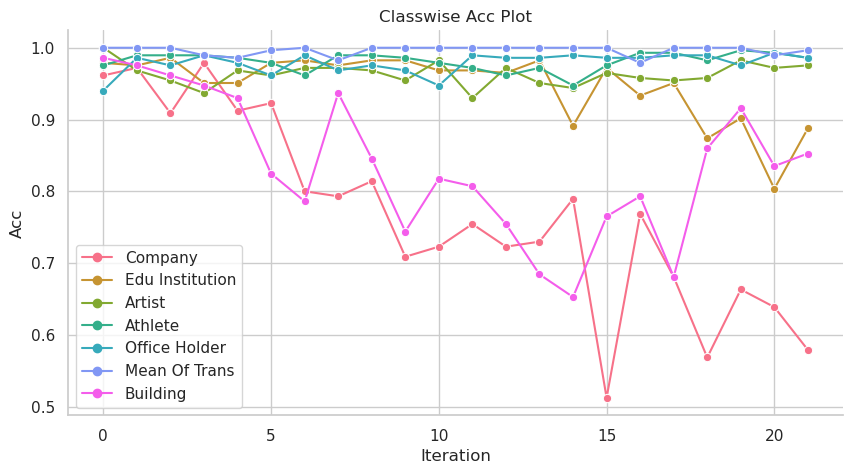 Classwise Acc Plot
1.0
0.9
0.8
0.7
0.6
0.5
Acc
Company
Edu Institution
Artist
Athlete
Office Holder
Mean Of Trans
Building
0 5 10 15 20
Iteration